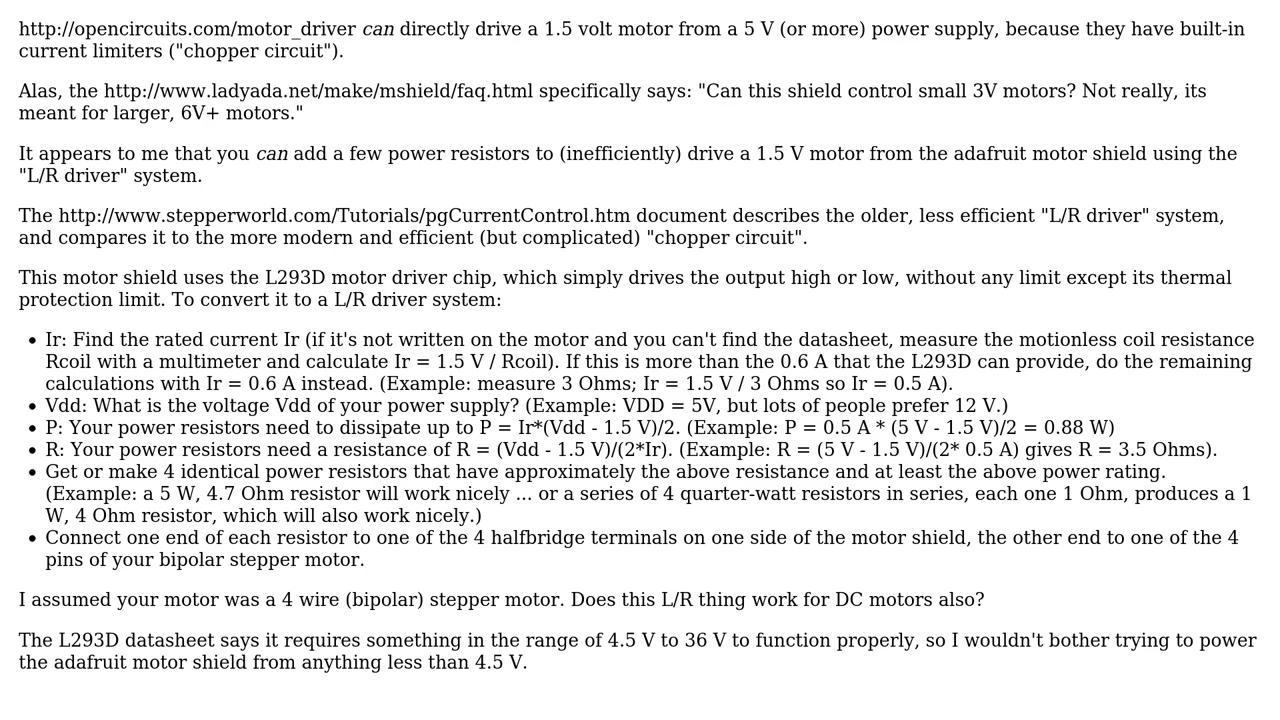 http://opencircuits.com/motor_driver can directly drive a 1.5 volt motor from a 5 V (or more) power supply, because they have built-in
current limiters ("chopper circuit").
Alas, the http://www.ladyada.net/make/mshield/faq.html specifically says: "Can this shield control small 3V motors? Not really, its
meant for larger, 6V+ motors."
It appears to me that you can add a few power resistors to (inefficiently) drive a 1.5 V motor from the adafruit motor shield using the
"L/R driver" system.
The http://www.stepperworld.com/Tutorials/pgCurrentControl.htm document describes the older, less efficient "L/R driver" system,
and compares it to the more modern and efficient (but complicated) "chopper circuit".
This motor shield uses the L293D motor driver chip, which simply drives the output high or low, without any limit except its thermal
protection limit. To convert it to a L/R driver system:
• Ir: Find the rated current Ir (if it's not written on the motor and you can't find the datasheet, measure the motionless coil resistance
Rcoil with a multimeter and calculate Ir = 1.5 V / Rcoil). If this is more than the 0.6 A that the L293D can provide, do the remaining
calculations with Ir = 0.6 A instead. (Example: measure 3 Ohms; Ir = 1.5 V / 3 Ohms so Ir = 0.5 A).
• Vdd: What is the voltage Vdd of your power supply? (Example: VDD = 5V, but lots of people prefer 12 V.)
• P: Your power resistors need to dissipate up to P = Ir*(Vdd - 1.5 V)/2. (Example: P = 0.5 A * (5 V - 1.5 V)/2 = 0.88 W)
• R: Your power resistors need a resistance of R = (Vdd - 1.5 V)/(2*Ir). (Example: R = (5 V - 1.5 V)/(2* 0.5 A) gives R = 3.5 Ohms).
• Get or make 4 identical power resistors that have approximately the above resistance and at least the above power rating.
(Example: a 5 W, 4.7 Ohm resistor will work nicely ... or a series of 4 quarter-watt resistors in series, each one 1 Ohm, produces a 1
W, 4 Ohm resistor, which will also work nicely.)
• Connect one end of each resistor to one of the 4 halfbridge terminals on one side of the motor shield, the other end to one of the 4
pins of your bipolar stepper motor.
I assumed your motor was a 4 wire (bipolar) stepper motor. Does this L/R thing work for DC motors also?
The L293D datasheet says it requires something in the range of 4.5 V to 36 V to function properly, so I wouldn't bother trying to power
the adafruit motor shield from anything less than 4.5 V.